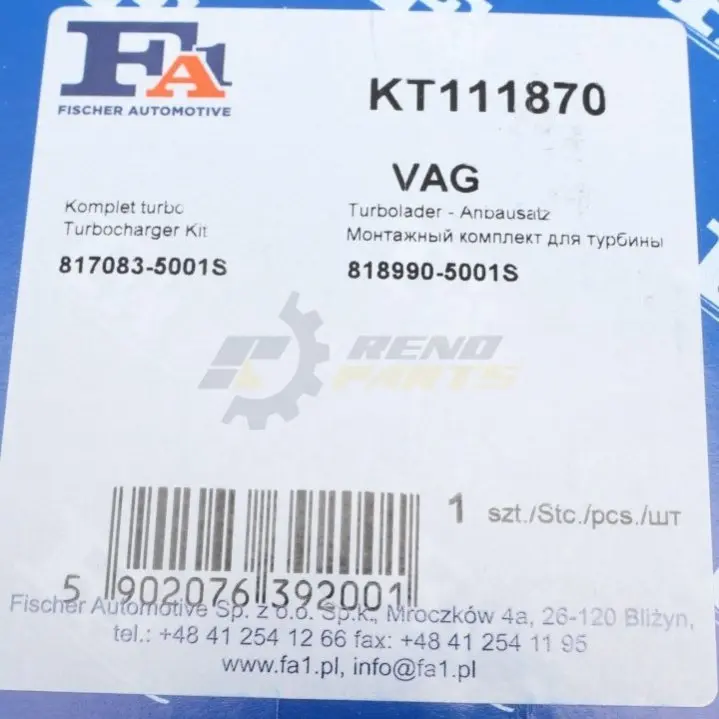 FA1
FISCHER AUTOMOTIVE
KT111870
VAG
Komplet turbo
Turbocharger Kit
817083-5001S
Turbolader - Anbausatz
Монтажный комплект для турбины
818990-5001S
RENO
PARTS
1 szt./Stc./pcs./шт
5 902076 392001
Fischer Automotive Sp. z o.o. Sp.k., Mroczków 4a, 26-120 Bliżyn,
tel.: +48 41 254 12 66 fax: +48 41 254 11 95
www.fa1.pl, info@fa1.pl